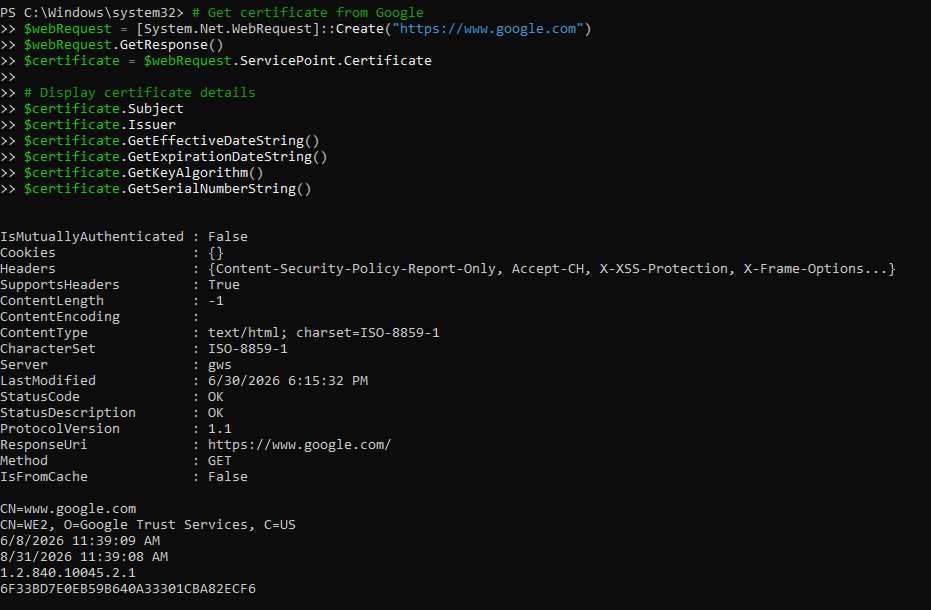 PS C:\Windows\system32> # Get certificate from Google
>> $webRequest = [System.Net.WebRequest]::Create("https://www.google.com")
>> $webRequest.GetResponse()
>> $certificate = $webRequest.ServicePoint.Certificate
>>
>> # Display certificate details
>> $certificate.Subject
>> $certificate.Issuer
>> $certificate.GetEffectiveDateString()
>> $certificate.GetExpirationDateString()
>> $certificate.GetKeyAlgorithm()
>> $certificate.GetSerialNumberString()
IsMutuallyAuthenticated : False
Cookies                 : {}
Headers                 : {Content-Security-Policy-Report-Only, Accept-CH, X-XSS-Protection, X-Frame-Options...}
SupportsHeaders         : True
ContentLength           : -1
ContentEncoding         :
ContentType             : text/html; charset=ISO-8859-1
CharacterSet            : ISO-8859-1
Server                  : gws
LastModified            : 6/30/2026 6:15:32 PM
StatusCode              : OK
StatusDescription       : OK
ProtocolVersion         : 1.1
ResponseUri             : https://www.google.com/
Method                  : GET
IsFromCache             : False
CN=www.google.com
CN=WE2, O=Google Trust Services, C=US
6/8/2026 11:39:09 AM
8/31/2026 11:39:08 AM
1.2.840.10045.2.1
6F33BD7E0EB59B640A33301CBA82ECF6